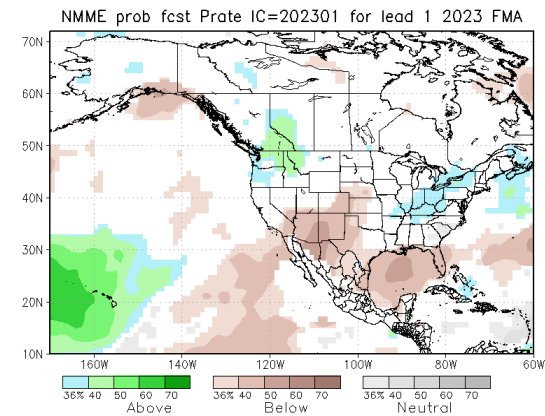 NMME prob fcst Prate IC=202301 for lead 1 2023 FMA
70N
60N
50N
40N
30N
20N
10N
160W 140W 120W 100W 80W 60W
36% 40 50 60 70 36% 40 50 60 70 36% 40 50 60 70
Above Below Neutral